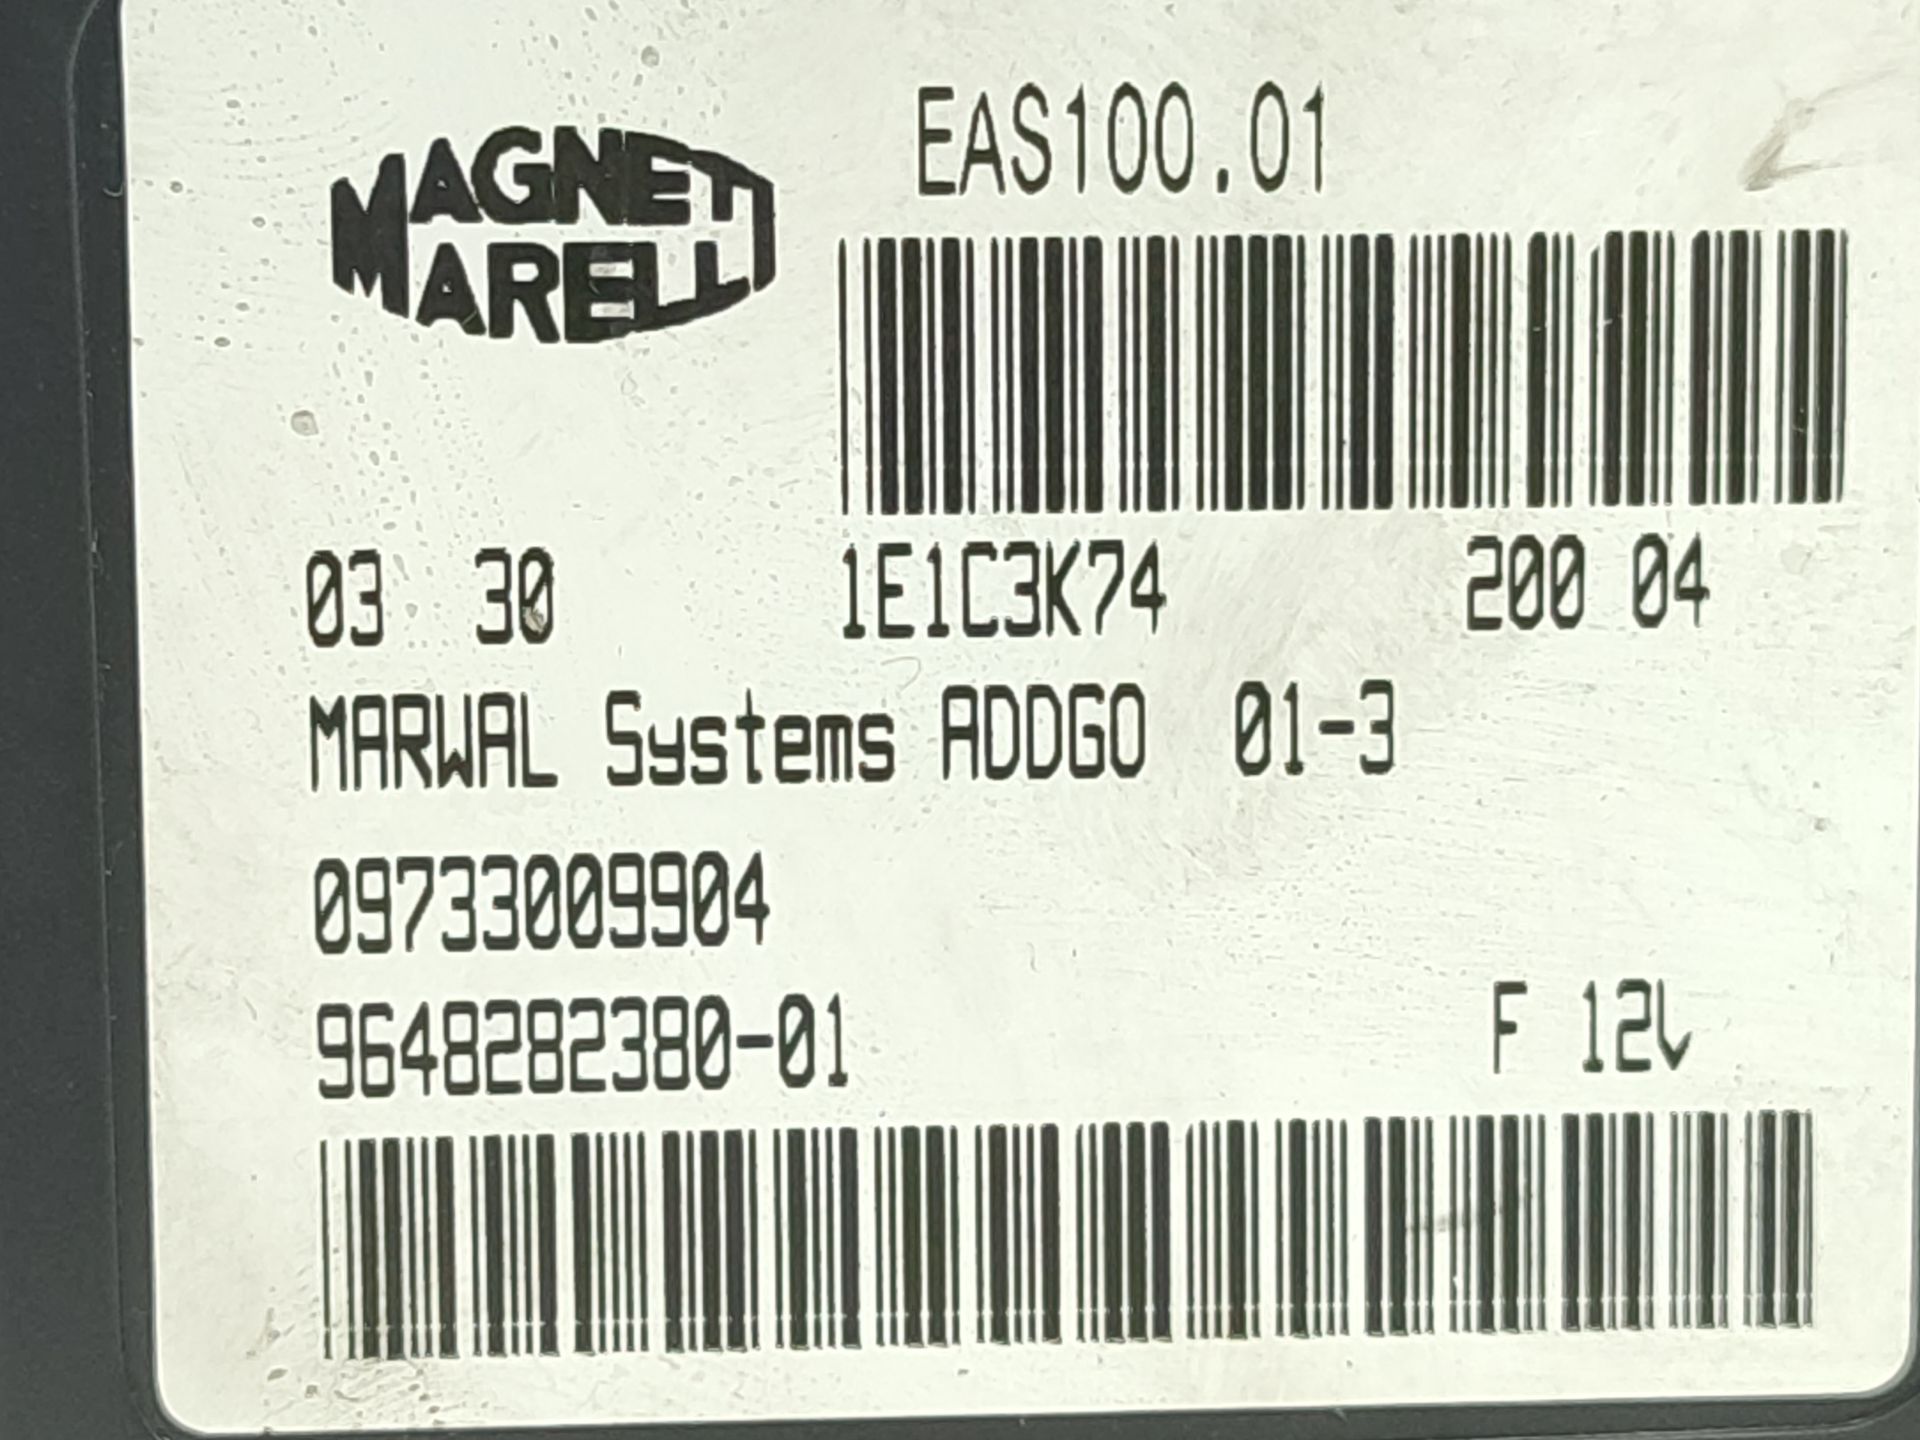 MAGNETI
MARELLI
EAS100.01
03 30 1E1C3K74 200 04
MARWAL Systems ADDGO 01-3
09733009904
9648282380-01 F 12V